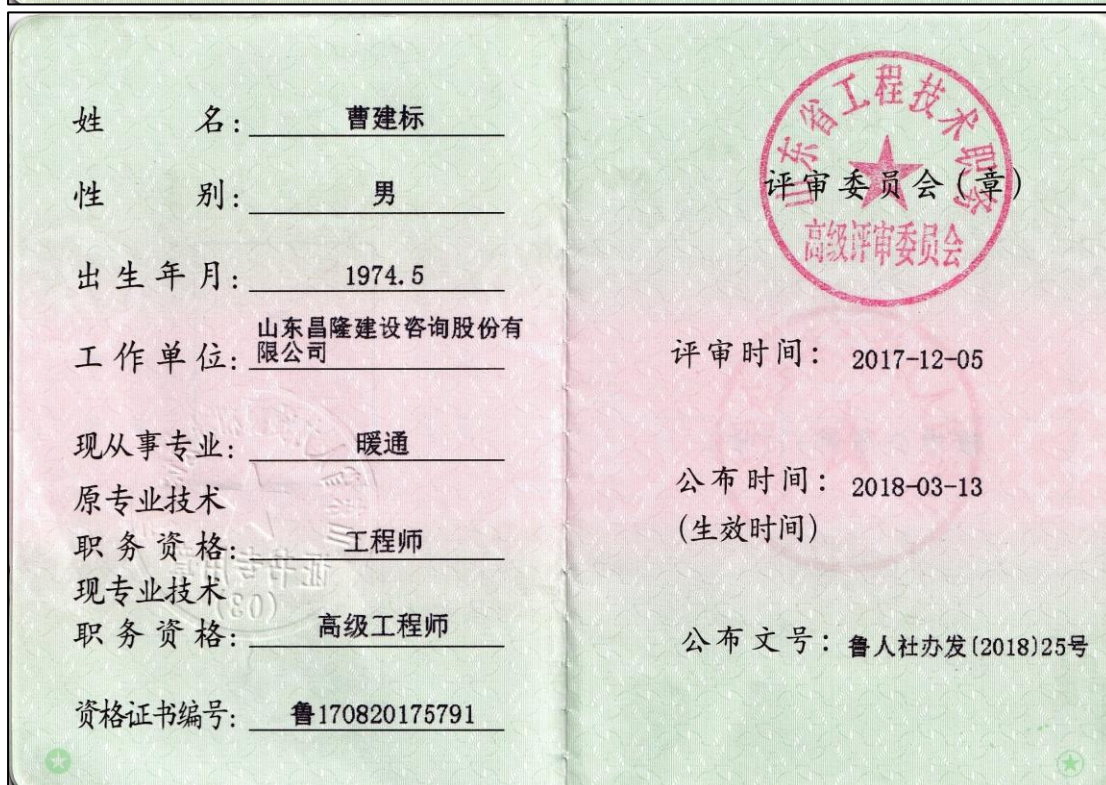 姓 名: 曹建标
性 别: 男
出生年月: 1974.5
工作单位: 山东昌隆建设咨询股份有
限公司
现从事专业: 暖通
原专业技术
职务资格: 工程师
现专业技术
职务资格: 高级工程师
资格证书编号: 鲁170820175791
山东省工程技术职务
评审委员会(章)
高级评审委员会
评审时间: 2017-12-05
公布时间: 2018-03-13
(生效时间)
公布文号: 鲁人社办发[2018]25号
证书专用章
(03)